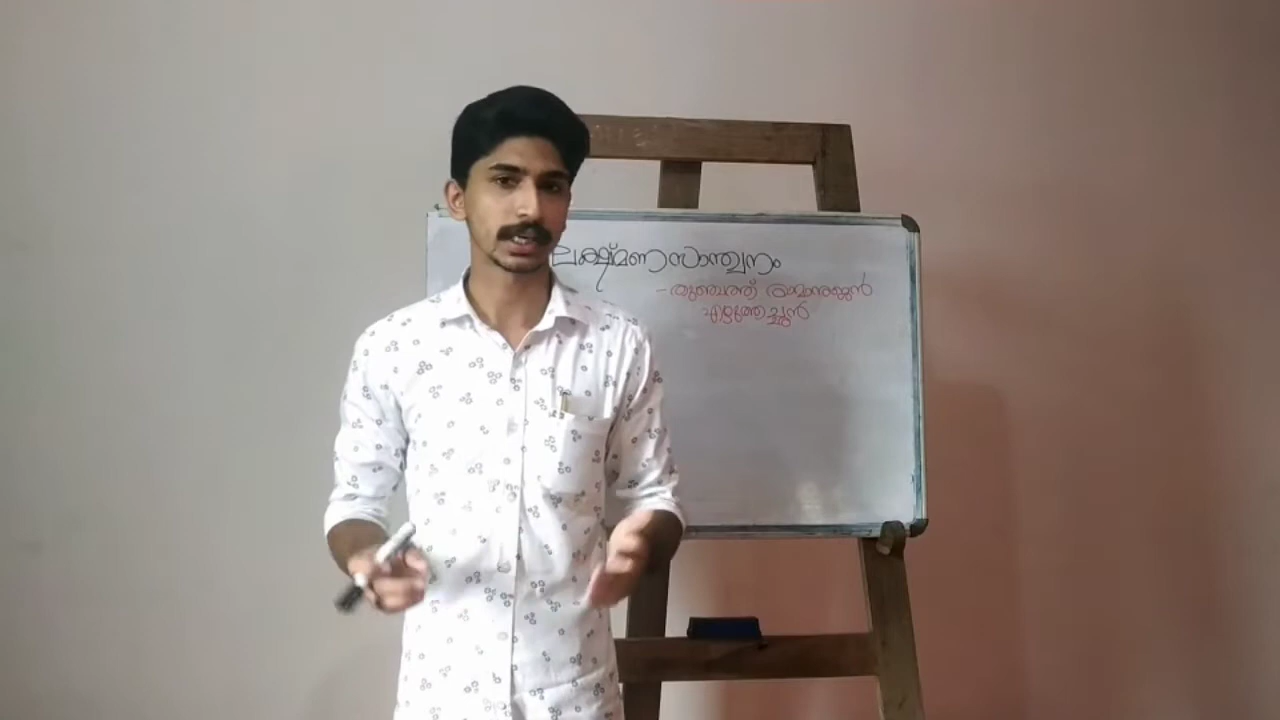 ലക്ഷ്മണസാന്ത്വനം
- തുഞ്ചത്ത് രാമാനുജൻ
എഴുത്തച്ഛൻ